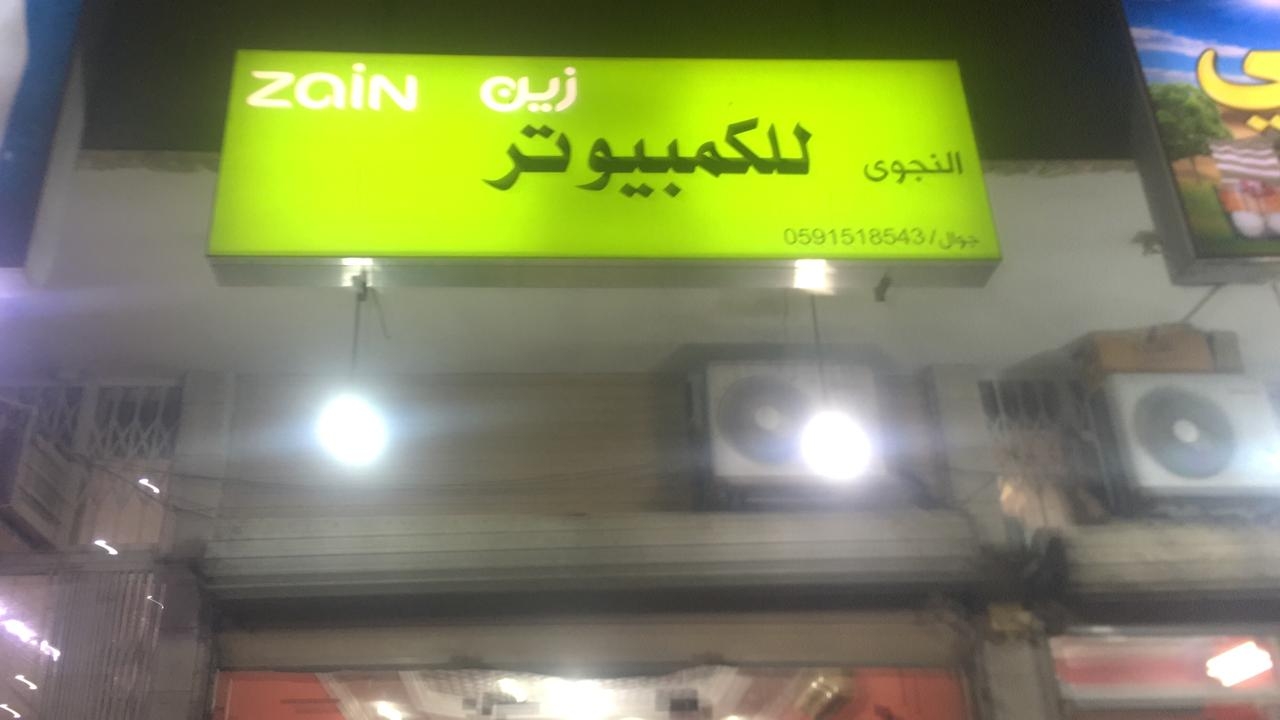 zain زين
النجوى للكمبيوتر
جوال/0591518543
ي